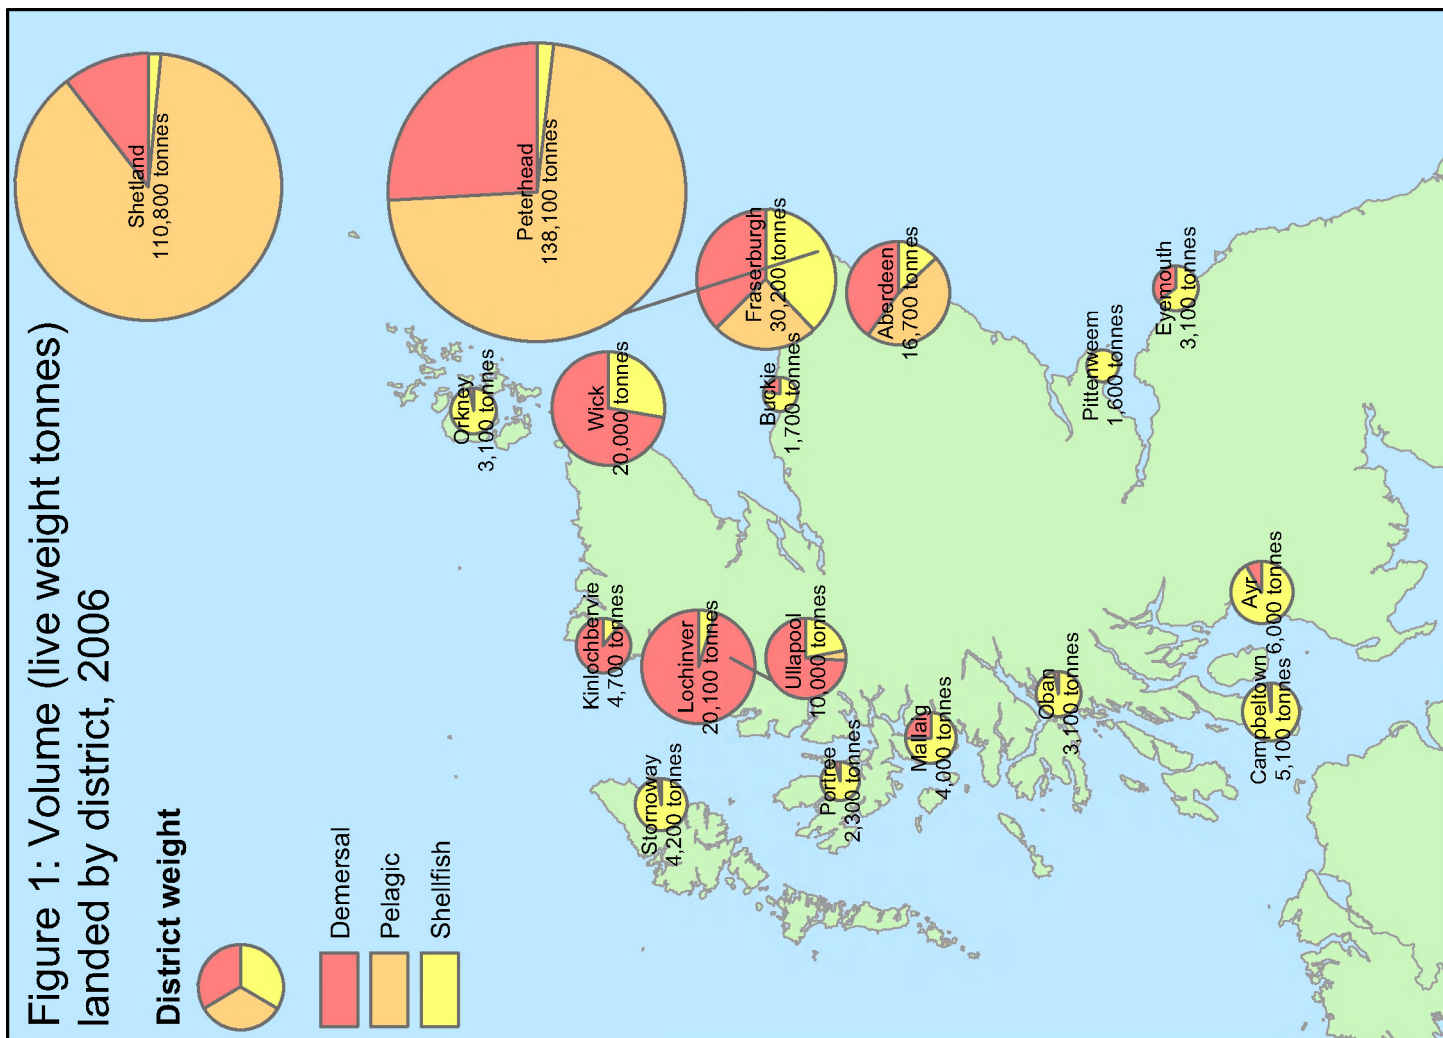 Figure 1: Volume (live weight tonnes)
landed by district, 2006
District weight
Demersal
Pelagic
Shellfish
Shetland
110,800 tonnes
Peterhead
138,100 tonnes
Orkney
3,100 tonnes
Wick
20,000 tonnes
Kinlochbervie
4,700 tonnes
Lochinver
20,100 tonnes
Stornoway
4,200 tonnes
Fraserburgh
30,200 tonnes
Buckie
1,700 tonnes
Ullapool
10,000 tonnes
Portree
2,300 tonnes
Aberdeen
16,700 tonnes
Mallaig
4,000 tonnes
Oban
3,100 tonnes
Pittenweem
1,600 tonnes
Eyemouth
3,100 tonnes
Ayr
6,000 tonnes
Campbeltown
5,100 tonnes